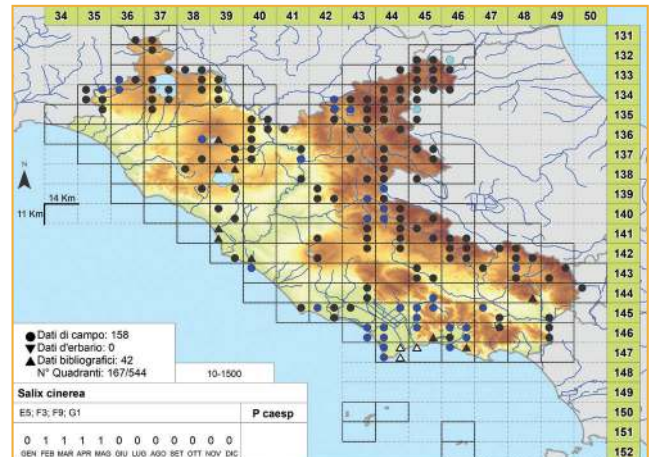 34 35 36 37 38 39 40 41 42 43 44 45 46 47 48 49 50
131
132
133
134
135
136
137
138
139
140
141
142
143
144
145
146
147
150
151
152
N
14 Km
11 Km
Dati di campo: 158
Dati d'erbario: 0
Dati bibliografici: 42
N° Quadranti: 167/544
10-1500
Salix cinerea
E5; F3; F9; G1
P caesp
0 1 1 1 1 1 0 0 0 0 0 0 0
GEN FEB MAR APR MAG GIU LUG AGO SET OTT NOV DIC